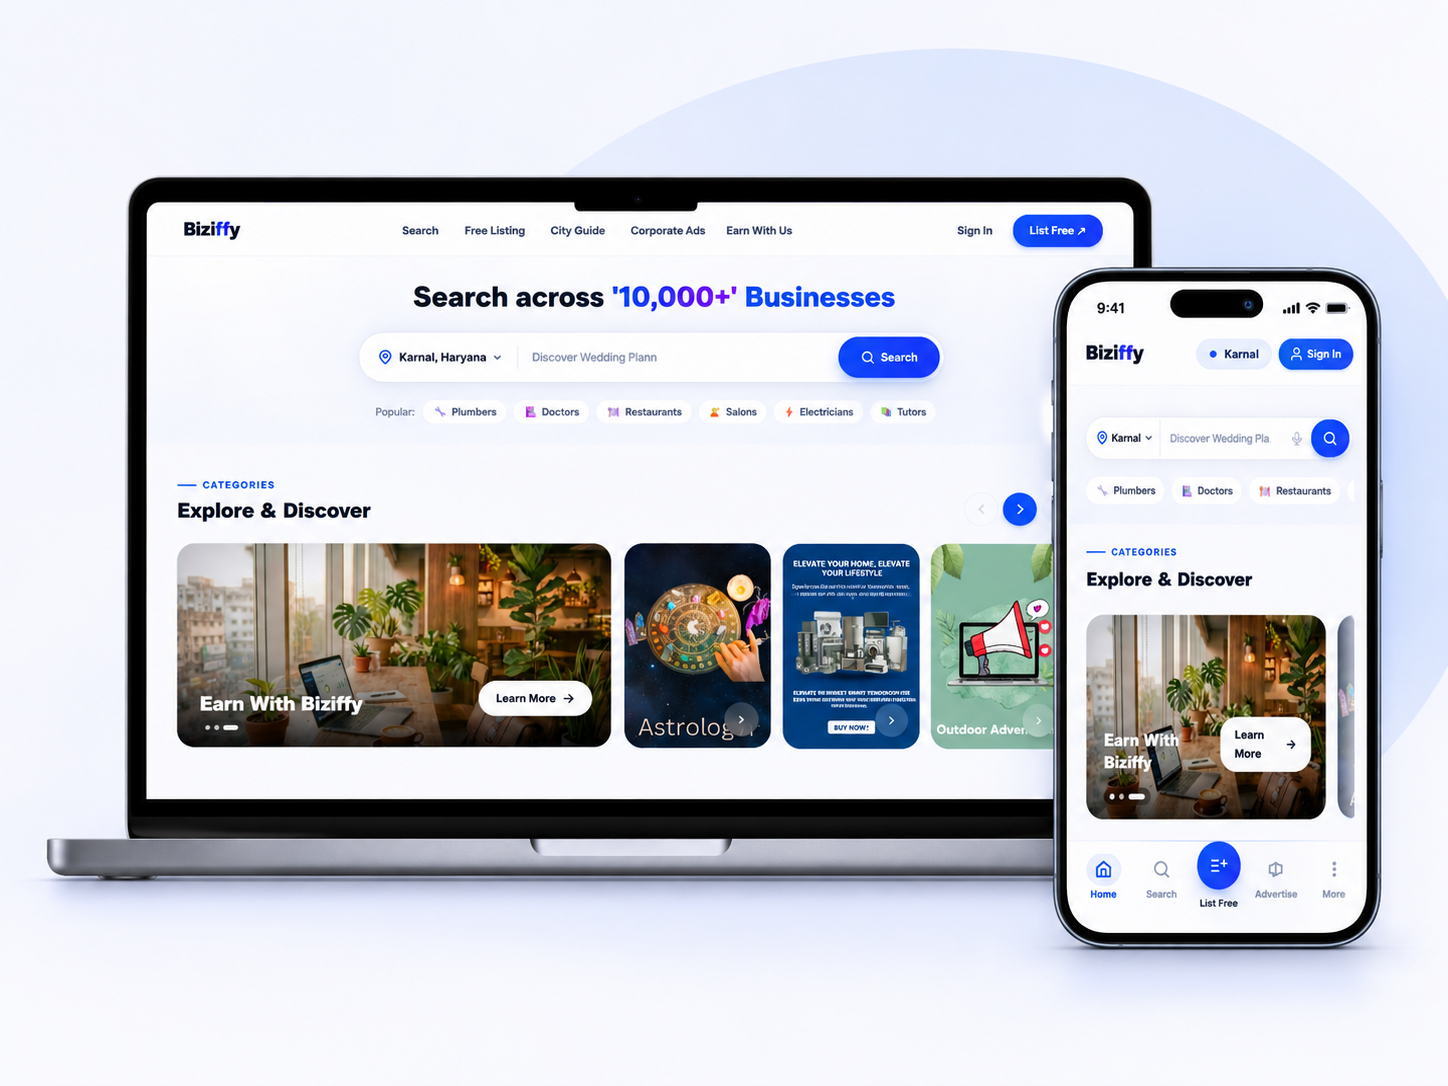 Biziffy
Search
Free Listing
City Guide
Corporate Ads
Earn With Us
Sign In
List Free ↗
Search across '10,000+' Businesses
Karnal, Haryana
Discover Wedding Plann
Search
Popular:
Plumbers
Doctors
Restaurants
Salons
Electricians
Tutors
CATEGORIES
Explore & Discover
Earn With Biziffy
Learn More →
Astrolog
ELEVATE YOUR HOME, ELEVATE
YOUR LIFESTYLE
BUY NOW!
Outdoor Adver
9:41
Biziffy
Karnal
Sign In
Karnal
Discover Wedding Pla
Plumbers
Doctors
Restaurants
CATEGORIES
Explore & Discover
Earn With
Biziffy
Learn
More →
Home
Search
List Free
Advertise
More